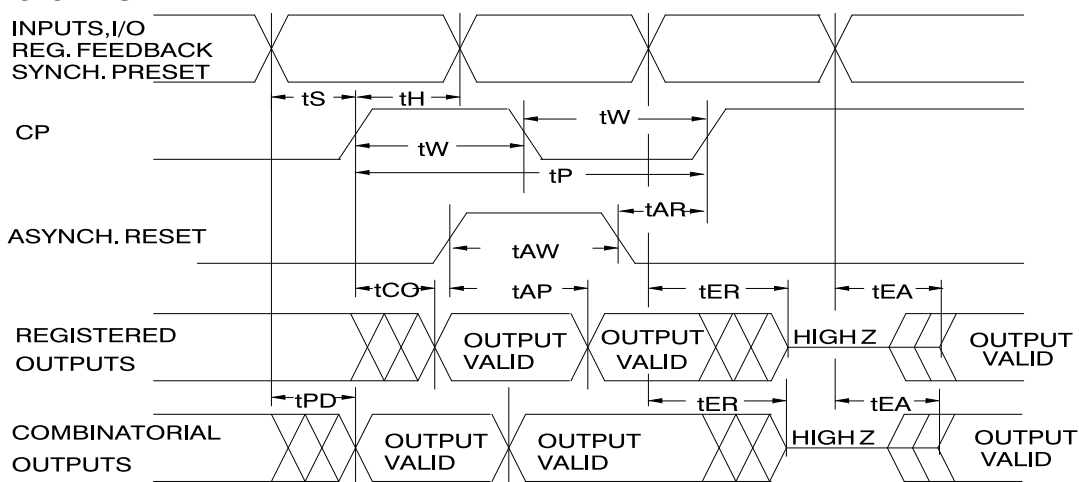 INPUTS,I/O
REG. FEEDBACK
SYNCH. PRESET
tS
tH
CP
tW
tW
tP
tAR
ASYNCH. RESET
tAW
tCO
tAP
tER
tEA
REGISTERED
OUTPUTS
OUTPUT
VALID
OUTPUT
VALID
HIGH Z
OUTPUT
VALID
tPD
tER
tEA
COMBINATORIAL
OUTPUTS
OUTPUT
VALID
OUTPUT
VALID
HIGH Z
OUTPUT
VALID